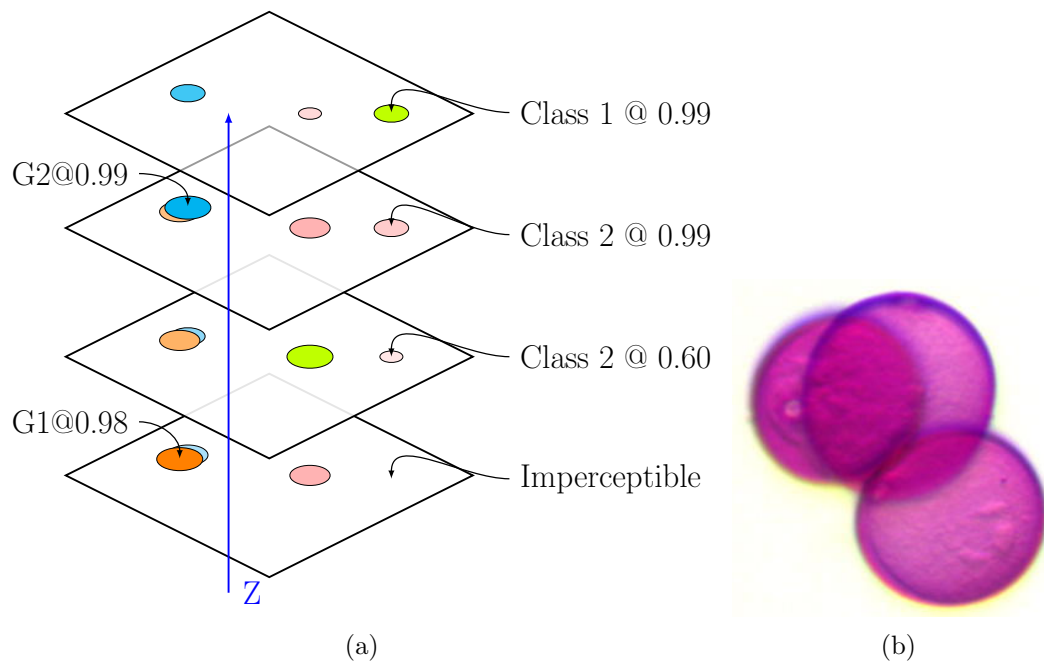 Class 1 @ 0.99
G2@0.99
Class 2 @ 0.99
Class 2 @ 0.60
G1@0.98
Imperceptible
Z
(a)
(b)